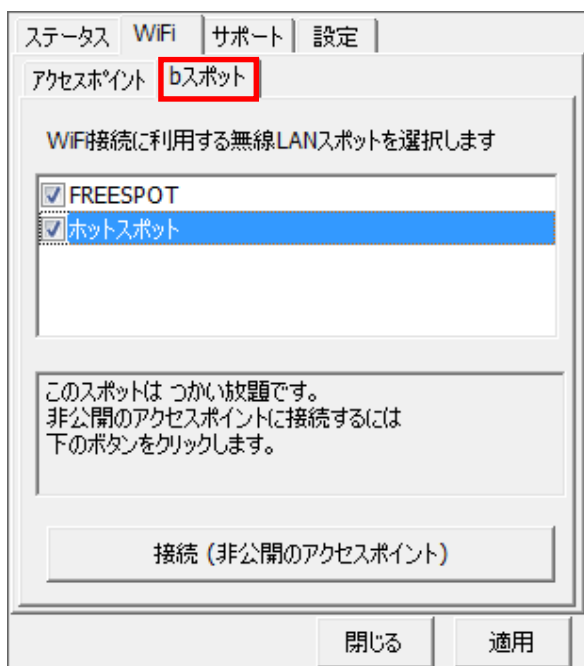 ステータス WiFi サポート 設定
アクセスポイント bスポット
WiFi接続に利用する無線LANスポットを選択します
FREESPOT
ホットスポット
このスポットは つかい放題です。
非公開のアクセスポイントに接続するには
下のボタンをクリックします。
接続 (非公開のアクセスポイント)
閉じる 適用